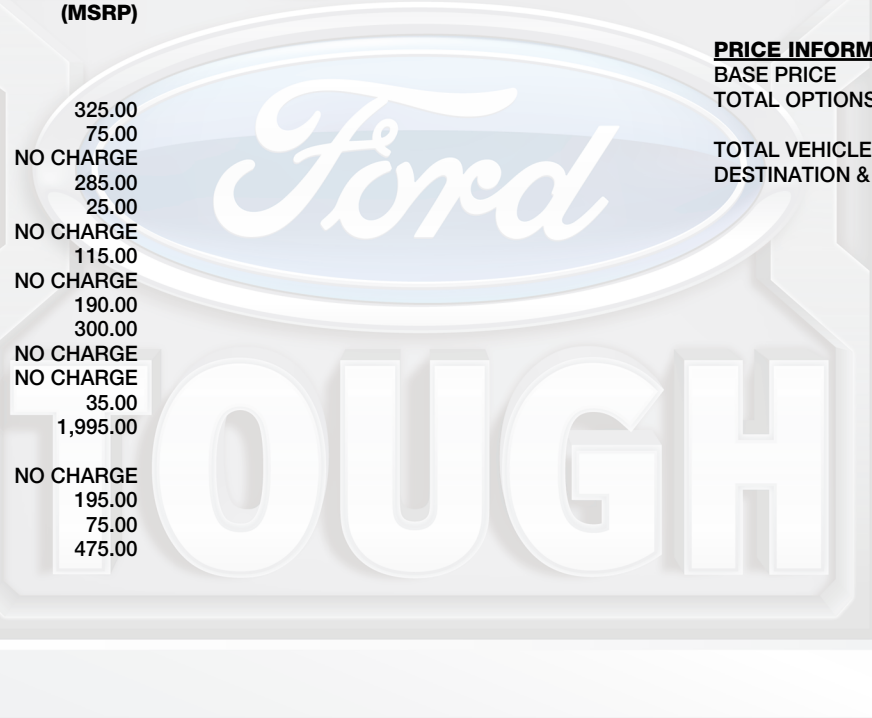 (MSRP)
325.00
75.00
NO CHARGE
285.00
25.00
NO CHARGE
115.00
NO CHARGE
190.00
300.00
NO CHARGE
NO CHARGE
35.00
1,995.00
NO CHARGE
195.00
75.00
475.00
PRICE INFORM
BASE PRICE
TOTAL OPTIONS
TOTAL VEHICLE
DESTINATION &
Ford
TOUGH